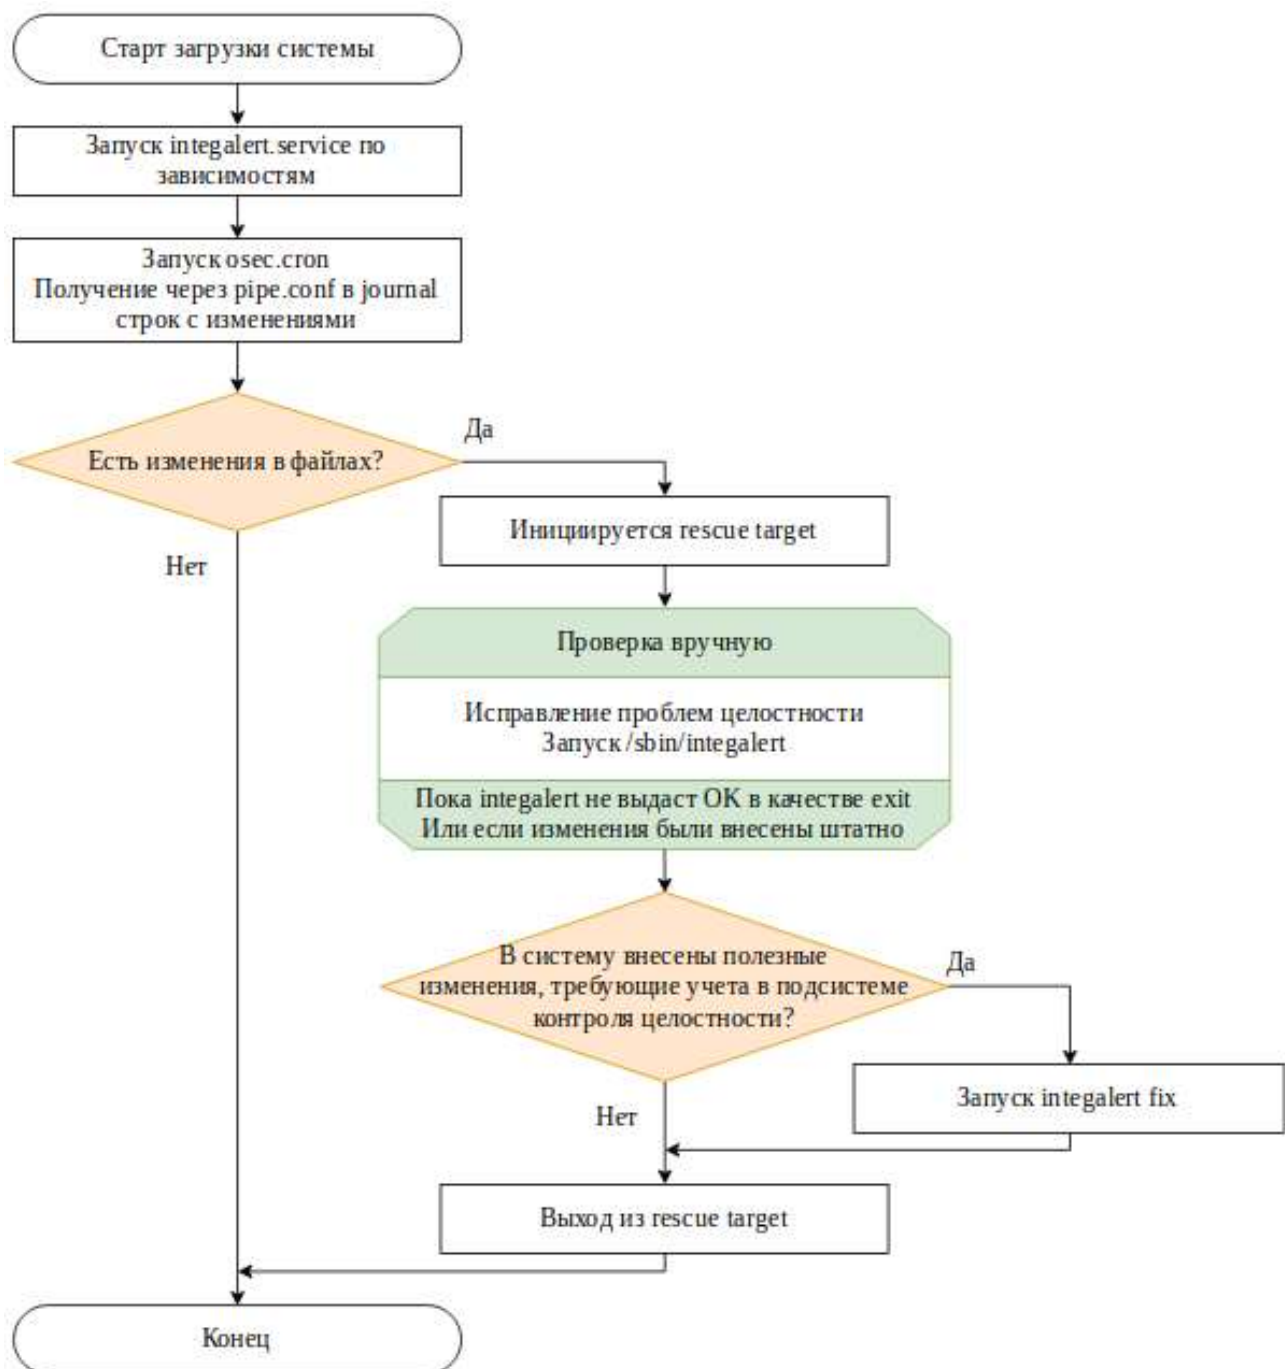 Старт загрузки системы
Запуск integalert.service по
зависимостям
Запуск osec.cron
Получение через pipe.conf в journal
строк с изменениями
Есть изменения в файлах?
Да
Нет
Инициируется rescue target
Проверка вручную
Исправление проблем целостности
Запуск /sbin/integalert
Пока integalert не выдаст OK в качестве exit
Или если изменения были внесены штатно
В систему внесены полезные
изменения, требующие учета в подсистеме
контроля целостности?
Да
Запуск integalert fix
Нет
Выход из rescue target
Конец